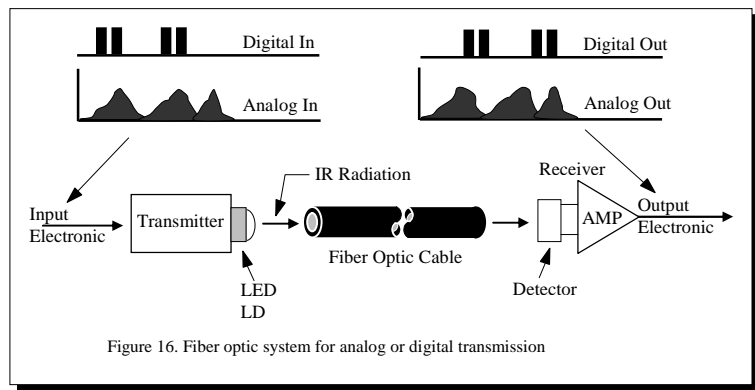 Digital In
Analog In
Digital Out
Analog Out
IR Radiation
Receiver
Input
Electronic
Transmitter
AMP
Output
Electronic
Fiber Optic Cable
LED
LD
Detector
Figure 16. Fiber optic system for analog or digital transmission